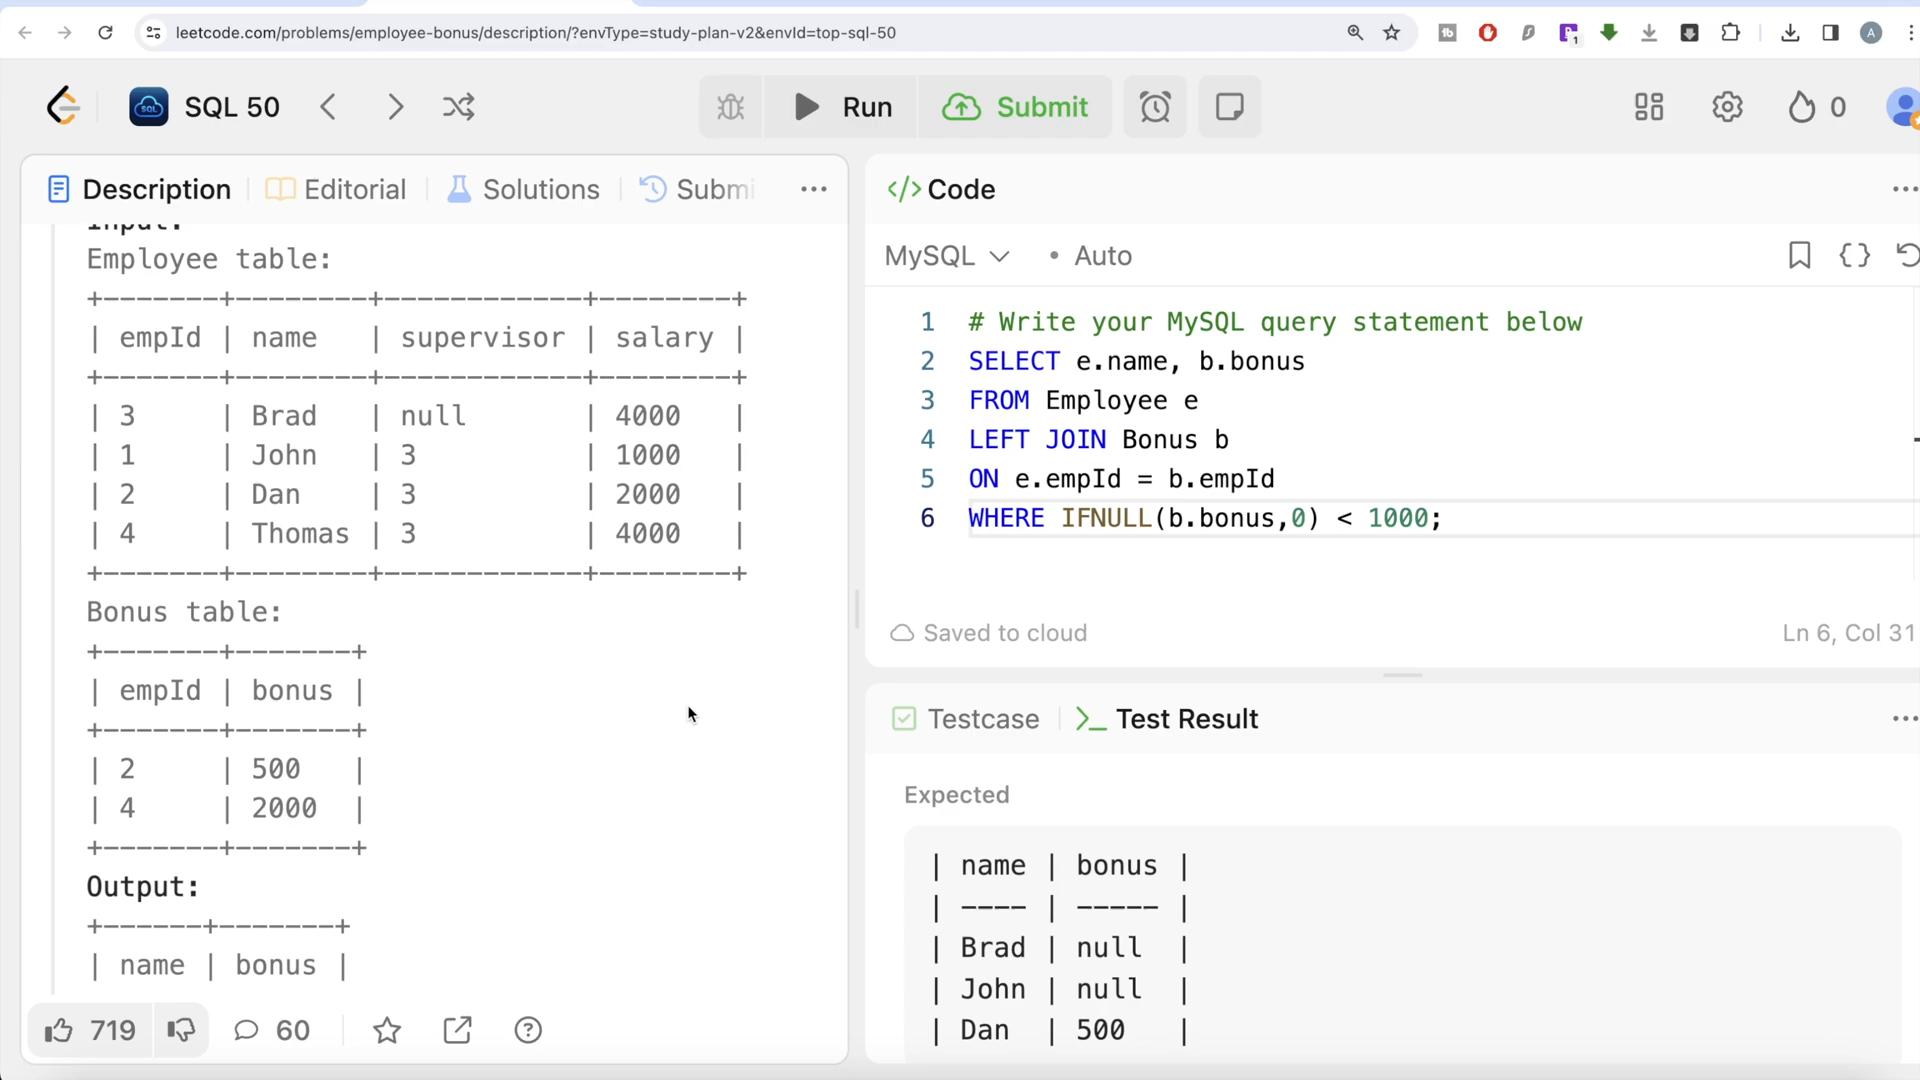 leetcode.com/problems/employee-bonus/description/?envType=study-plan-v2&envId=top-sql-50
1
A
SQL 50
Run
Submit
0
Description
Editorial
Solutions
Submi
Input:
Employee table:
+-------+--------+------------+--------+
| empId | name   | supervisor | salary |
+-------+--------+------------+--------+
| 3     | Brad   | null       | 4000   |
| 1     | John   | 3          | 1000   |
| 2     | Dan    | 3          | 2000   |
| 4     | Thomas | 3          | 4000   |
+-------+--------+------------+--------+
Bonus table:
+-------+-------+
| empId | bonus |
+-------+-------+
| 2     | 500   |
| 4     | 2000  |
+-------+-------+
Output:
+------+-------+
| name | bonus |
719
60
</> Code
MySQL
• Auto
1 # Write your MySQL query statement below
2 SELECT e.name, b.bonus
3 FROM Employee e
4 LEFT JOIN Bonus b
5 ON e.empId = b.empId
6 WHERE IFNULL(b.bonus,0) < 1000;
Saved to cloud
Ln 6, Col 31
Testcase
>_ Test Result
Expected
| name | bonus |
| ---- | ----- |
| Brad | null  |
| John | null  |
| Dan  | 500   |